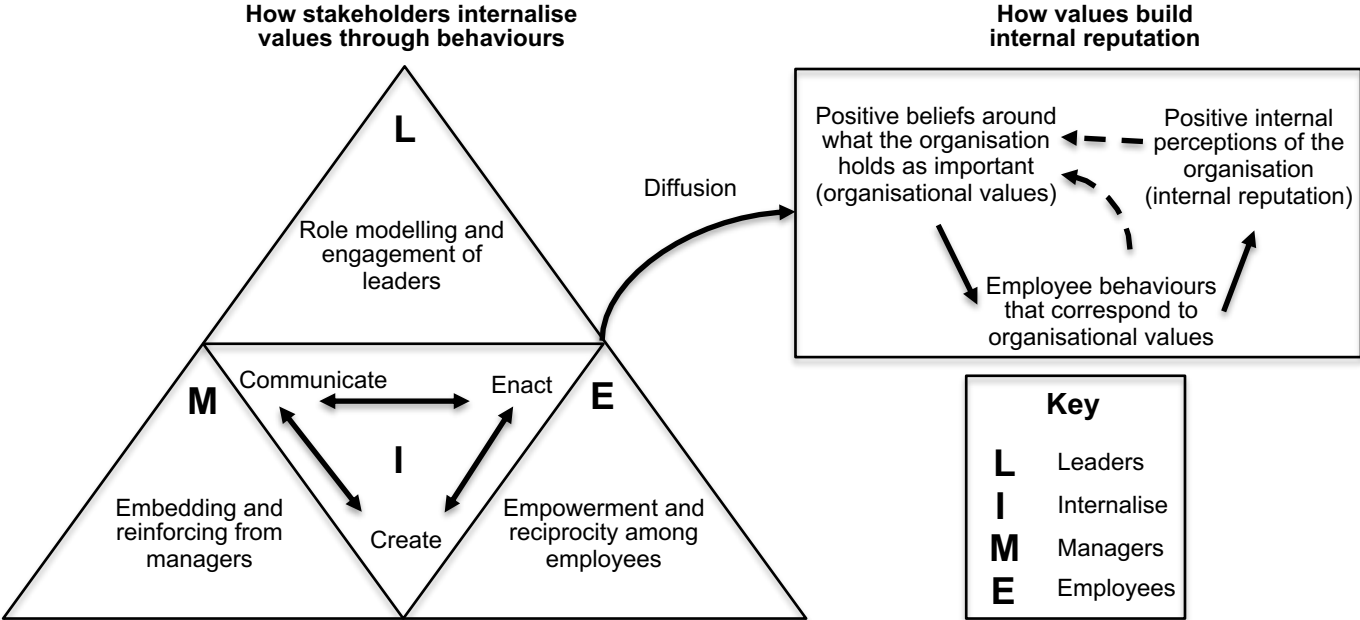 How stakeholders internalise
values through behaviours
L
Role modelling and
engagement of
leaders
M
Embedding and
reinforcing from
managers
Communicate
Enact
I
Create
E
Empowerment and
reciprocity among
employees
Diffusion
How values build
internal reputation
Positive beliefs around
what the organisation
holds as important
(organisational values)
Positive internal
perceptions of the
organisation
(internal reputation)
Employee behaviours
that correspond to
organisational values
Key
L Leaders
I Internalise
M Managers
E Employees